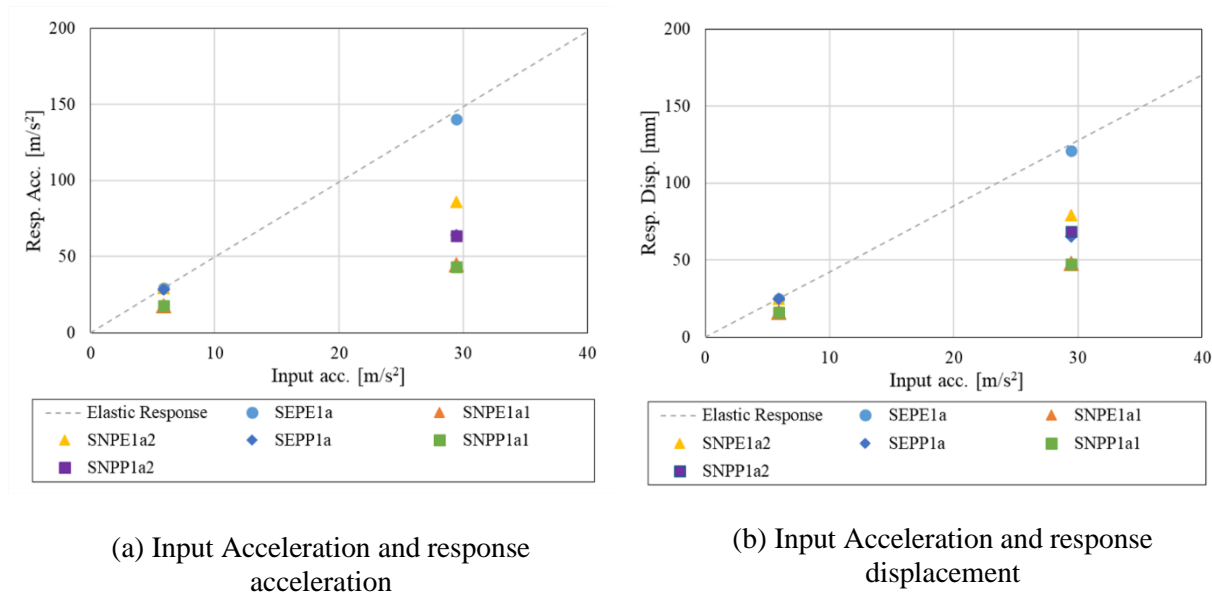 200
150
100
50
0
Resp. Acc. [m/s²]
0 10 20 30 40
Input acc. [m/s²]
Elastic Response SEPE1a SNPE1a1
SNPE1a2 SEPP1a SNPP1a1
SNPP1a2
(a) Input Acceleration and response
acceleration
200
150
100
50
0
Resp. Disp. [mm]
0 10 20 30 40
Input acc. [m/s²]
Elastic Response SEPE1a SNPE1a1
SNPE1a2 SEPP1a SNPP1a1
SNPP1a2
(b) Input Acceleration and response
displacement